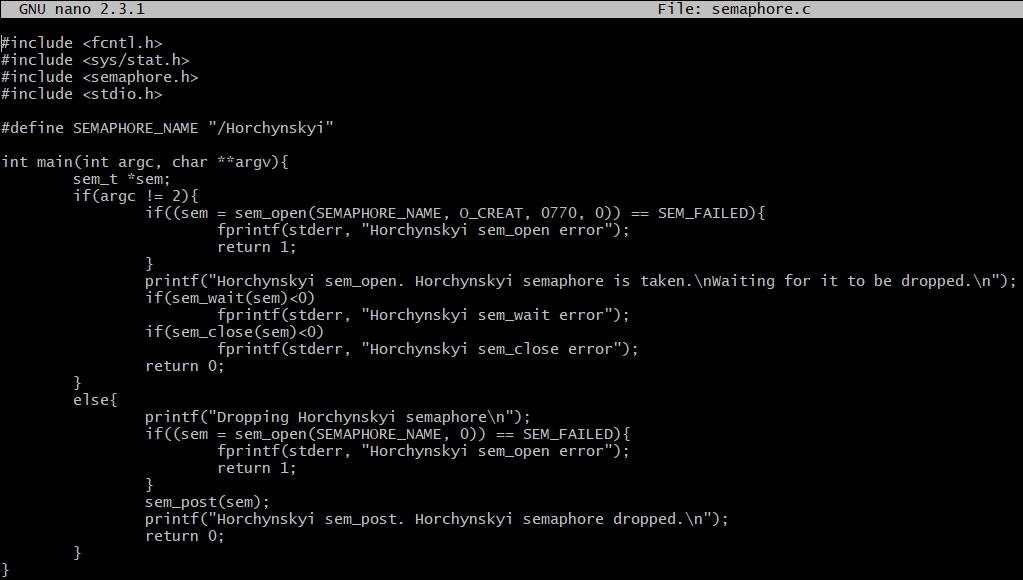 GNU nano 2.3.1 File: semaphore.c
#include <fcntl.h>
#include <sys/stat.h>
#include <semaphore.h>
#include <stdio.h>
#define SEMAPHORE_NAME "/Horchynskyi"
int main(int argc, char **argv){
        sem_t *sem;
        if(argc != 2){
                if((sem = sem_open(SEMAPHORE_NAME, O_CREAT, 0770, 0)) == SEM_FAILED){
                        fprintf(stderr, "Horchynskyi sem_open error");
                        return 1;
                }
                printf("Horchynskyi sem_open. Horchynskyi semaphore is taken.\nWaiting for it to be dropped.\n");
                if(sem_wait(sem)<0)
                        fprintf(stderr, "Horchynskyi sem_wait error");
                if(sem_close(sem)<0)
                        fprintf(stderr, "Horchynskyi sem_close error");
                return 0;
        }
        else{
                printf("Dropping Horchynskyi semaphore\n");
                if((sem = sem_open(SEMAPHORE_NAME, 0)) == SEM_FAILED){
                        fprintf(stderr, "Horchynskyi sem_open error");
                        return 1;
                }
                sem_post(sem);
                printf("Horchynskyi sem_post. Horchynskyi semaphore dropped.\n");
                return 0;
        }
}